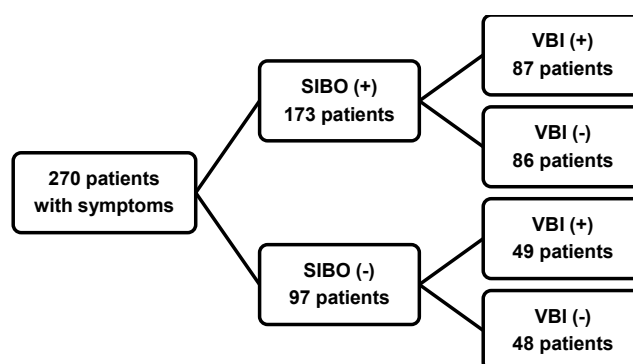 270 patients
with symptoms
SIBO (+)
173 patients
SIBO (-)
97 patients
VBI (+)
87 patients
VBI (-)
86 patients
VBI (+)
49 patients
VBI (-)
48 patients